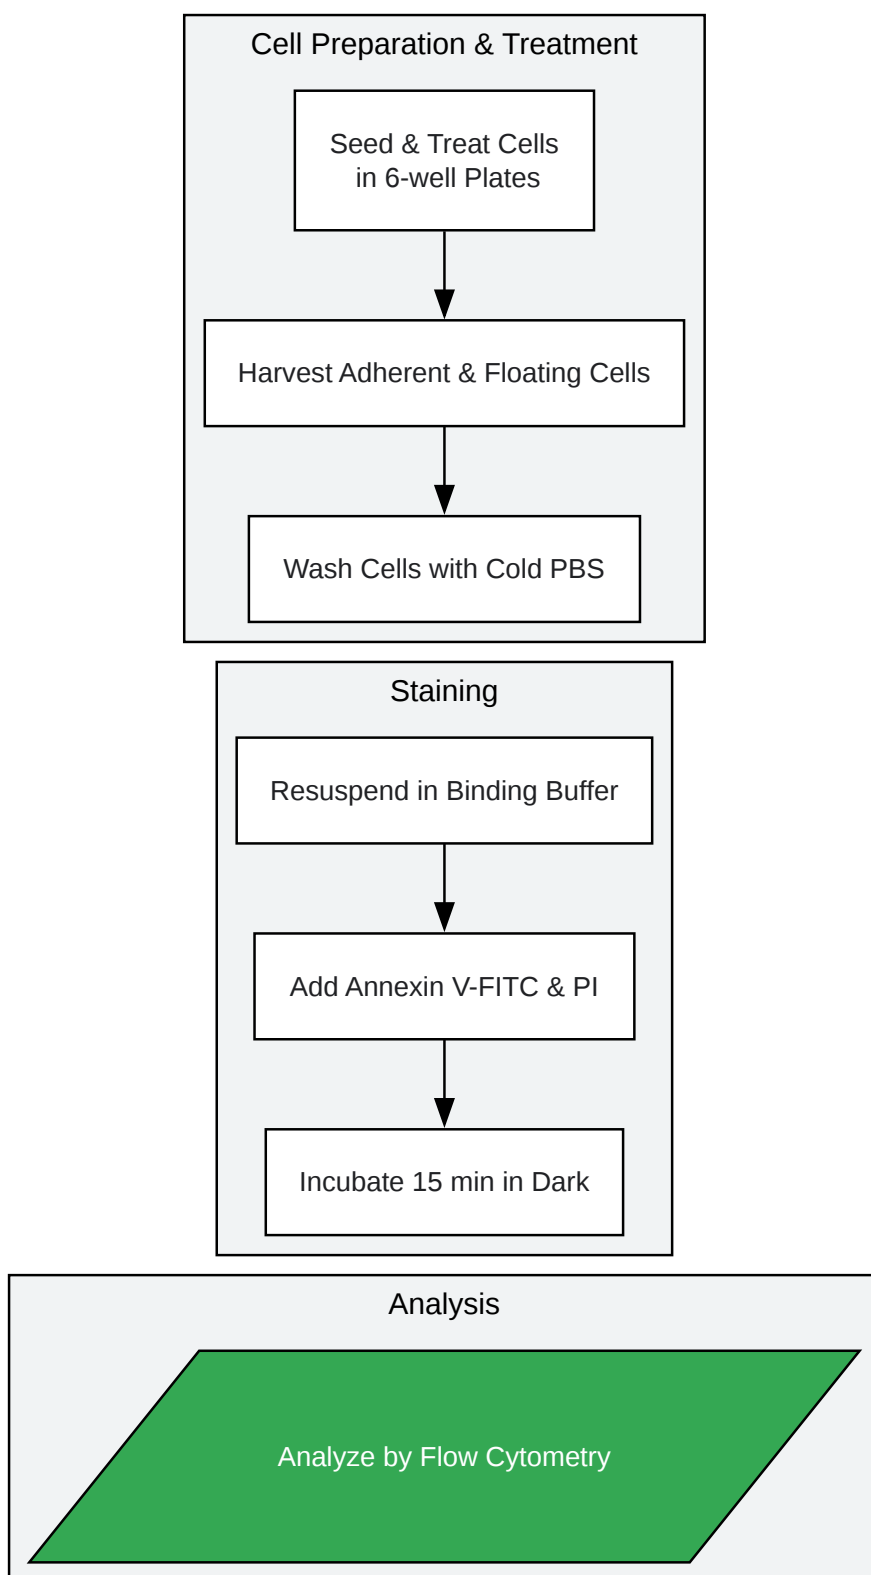 Cell Preparation & Treatment
Seed & Treat Cells
in 6-well Plates
Harvest Adherent & Floating Cells
Wash Cells with Cold PBS
Staining
Resuspend in Binding Buffer
Add Annexin V-FITC & PI
Incubate 15 min in Dark
Analysis
Analyze by Flow Cytometry